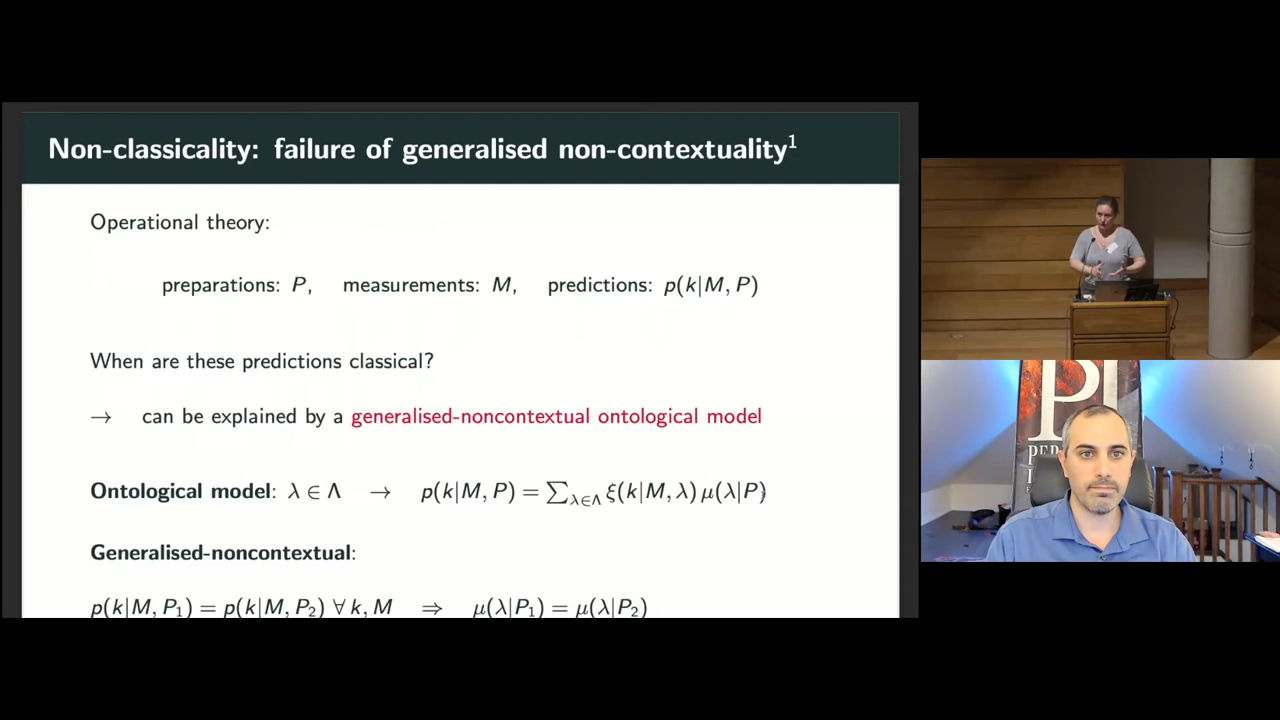 Non-classicality: failure of generalised non-contextuality¹
Operational theory:
preparations: P, measurements: M, predictions: p(k|M, P)
When are these predictions classical?
→ can be explained by a generalised-noncontextual ontological model
Ontological model: λ ∈ Λ → p(k|M, P) = ∑λ∈Λ ξ(k|M, λ) μ(λ|P)
Generalised-noncontextual:
p(k|M, P₁) = p(k|M, P₂) ∀ k, M ⇒ μ(λ|P₁) = μ(λ|P₂)
PI